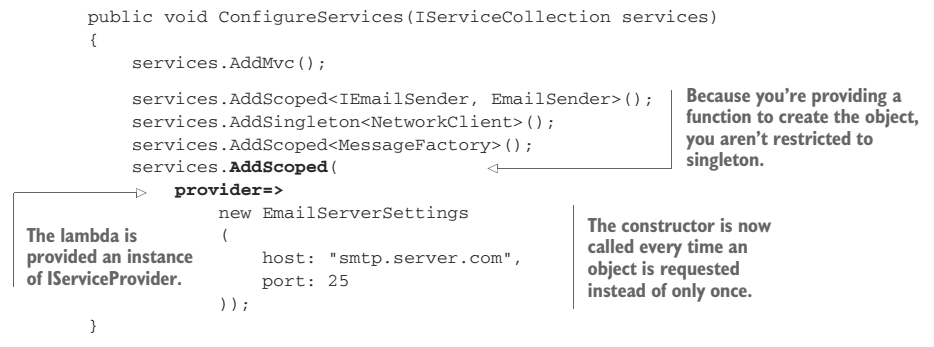 public void ConfigureServices(IServiceCollection services)
{
services.AddMvc();
services.AddScoped<IEmailSender, EmailSender>();
services.AddSingleton<NetworkClient>();
services.AddScoped<MessageFactory>();
services.AddScoped(
provider=>
new EmailServerSettings
(
host: "smtp.server.com",
port: 25
));
}
Because you're providing a
function to create the object,
you aren't restricted to
singleton.
The lambda is
provided an instance
of IServiceProvider.
The constructor is now
called every time an
object is requested
instead of only once.